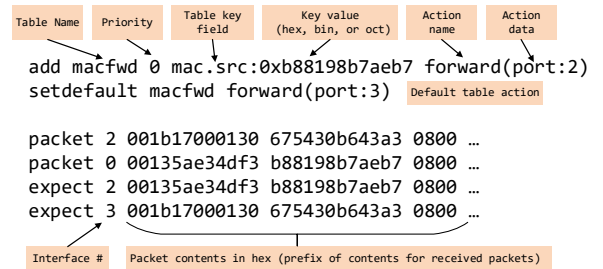 Table Name
Priority
Table key
field
Key value
(hex, bin, or oct)
Action
name
Action
data
add macfwd 0 mac.src:0xb88198b7aeb7 forward(port:2)
setdefault macfwd forward(port:3)
Default table action
packet 2 001b17000130 675430b643a3 0800 …
packet 0 00135ae34df3 b88198b7aeb7 0800 …
expect 2 00135ae34df3 b88198b7aeb7 0800 …
expect 3 001b17000130 675430b643a3 0800 …
Interface #
Packet contents in hex (prefix of contents for received packets)